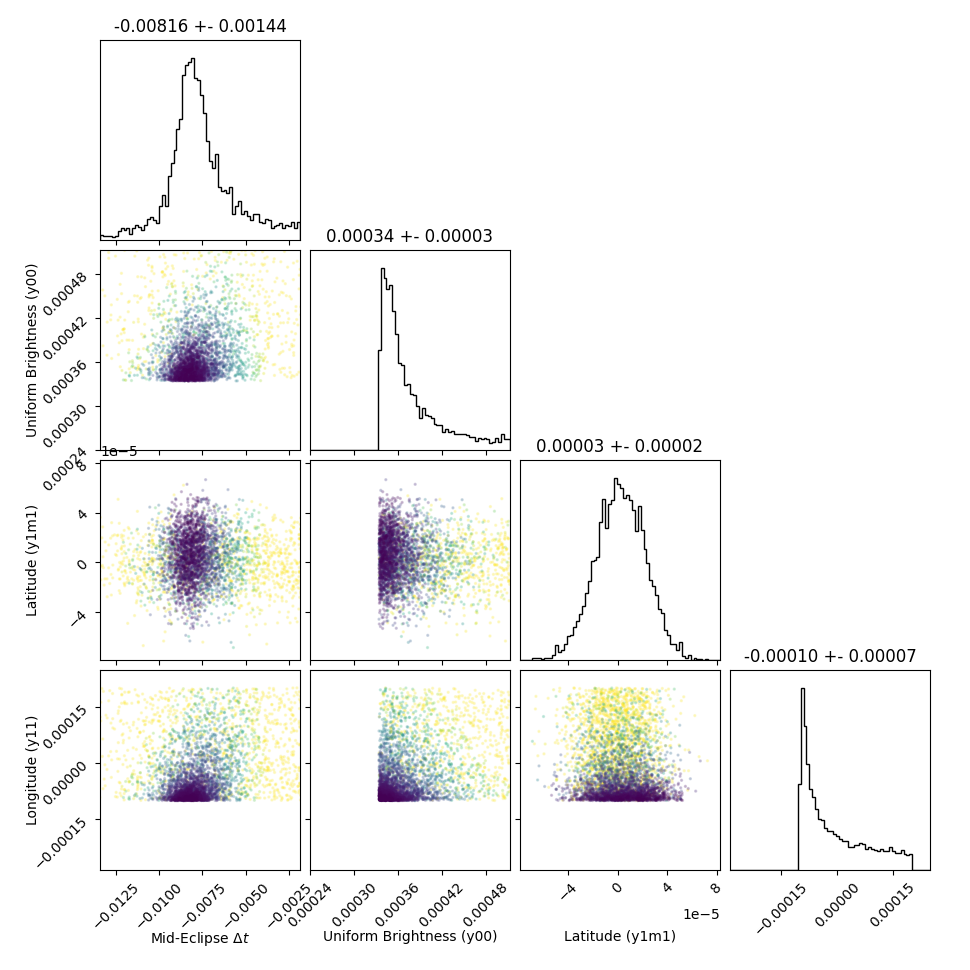 -0.00816 +- 0.00144
0.00034 +- 0.00003
Uniform Brightness (y00)
0.00048
0.00042
0.00036
0.00030
0.00024
1e−5
0.00003 +- 0.00002
Latitude (y1m1)
8
4
0
−4
-0.00010 +- 0.00007
Longitude (y11)
0.00015
0.00000
−0.00015
−0.0125
−0.0100
−0.0075
−0.0050
−0.0025
0.00024
0.00030
0.00036
0.00042
0.00048
−4
0
4
8
1e−5
−0.00015
0.00000
0.00015
Mid-Eclipse Δt
Uniform Brightness (y00)
Latitude (y1m1)